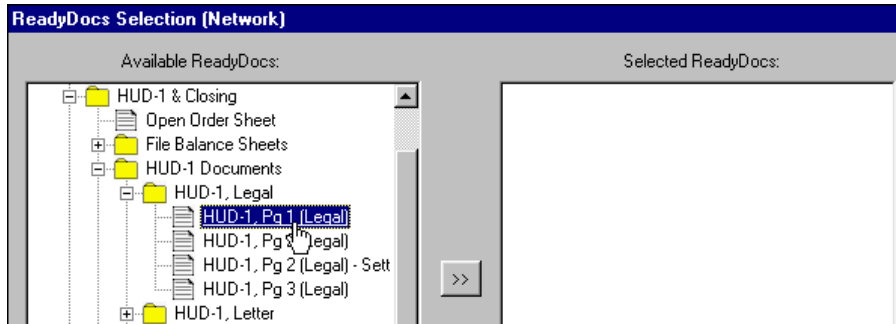 ReadyDocs Selection (Network)
Available ReadyDocs:
Selected ReadyDocs:
HUD-1 & Closing
Open Order Sheet
File Balance Sheets
HUD-1 Documents
HUD-1, Legal
HUD-1, Pg 1 (Legal)
HUD-1, Pg Legal)
HUD-1, Pg 2 (Legal) - Sett
>>
HUD-1, Pg 3 (Legal)
HUD-1, Letter